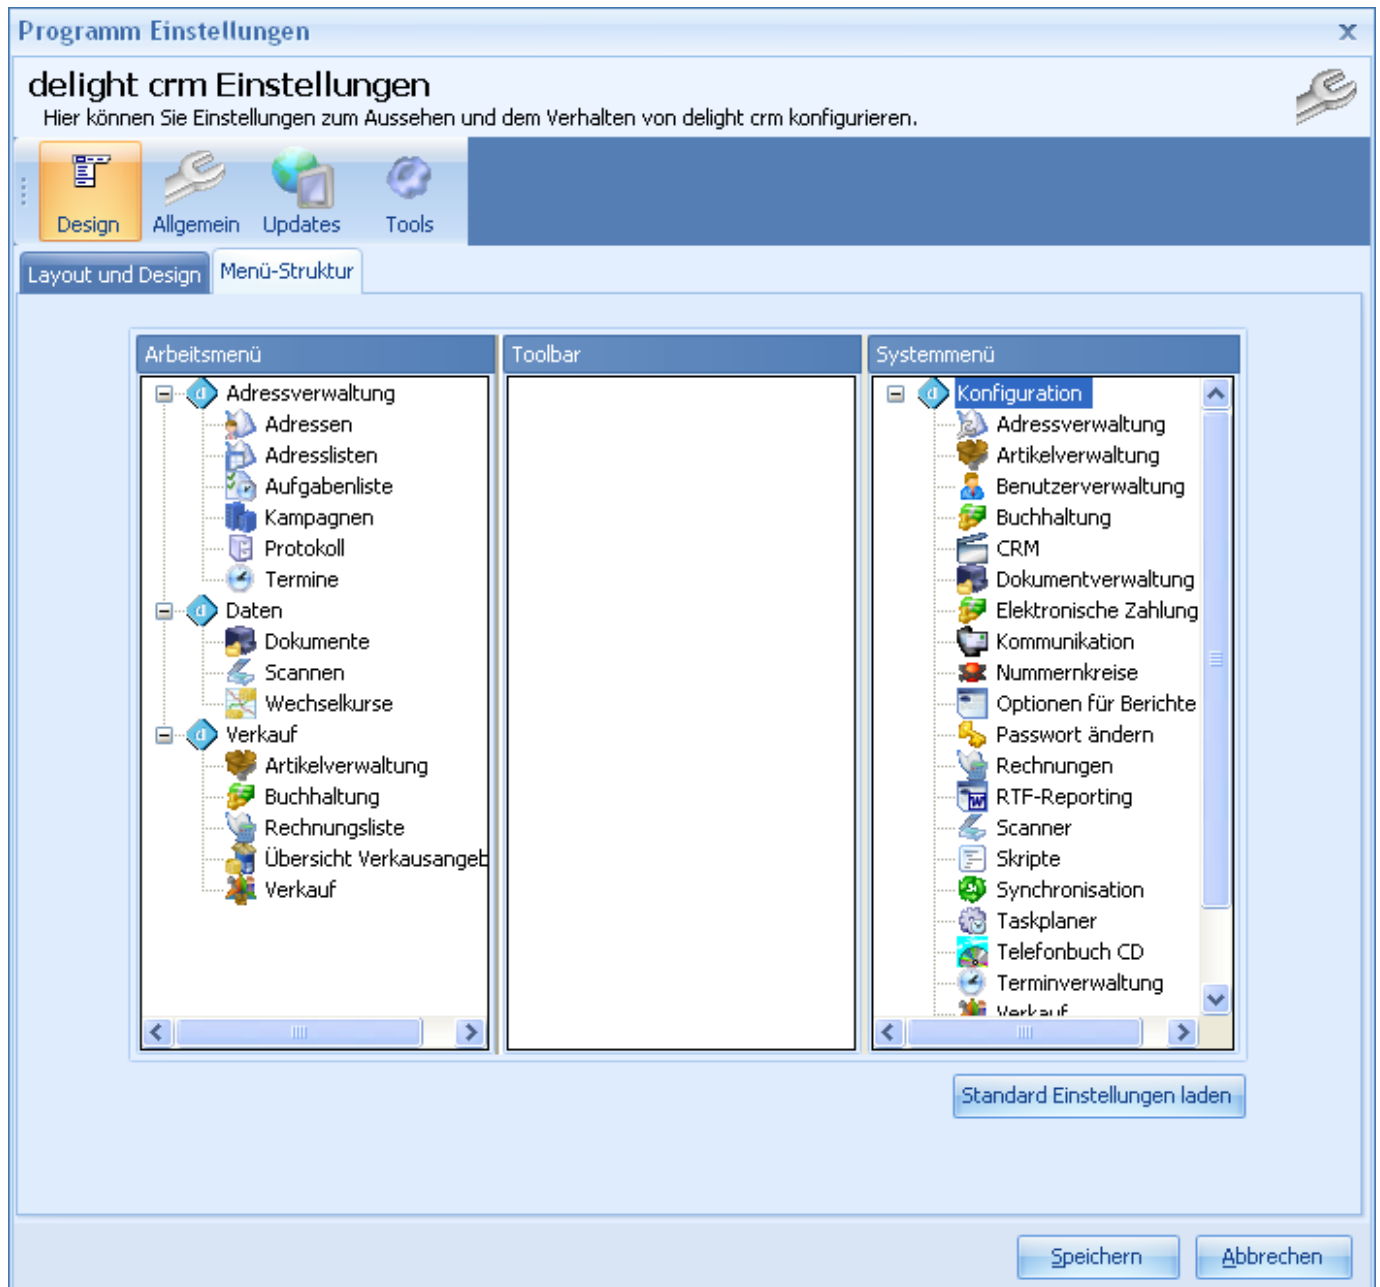 Programm Einstellungen
delight crm Einstellungen
Hier können Sie Einstellungen zum Aussehen und dem Verhalten von delight crm konfigurieren.
Design
Allgemein
Updates
Tools
Layout und Design
Menü-Struktur
Arbeitsmenü
Adressverwaltung
Adressen
Adresslisten
Aufgabenliste
Kampagnen
Protokoll
Termine
Daten
Dokumente
Scannen
Wechselkurse
Verkauf
Artikelverwaltung
Buchhaltung
Rechnungsliste
Übersicht Verkausangeb
Verkauf
Toolbar
Systemmenü
Konfiguration
Adressverwaltung
Artikelverwaltung
Benutzerverwaltung
Buchhaltung
CRM
Dokumentverwaltung
Elektronische Zahlung
Kommunikation
Nummernkreise
Optionen für Berichte
Passwort ändern
Rechnungen
RTF-Reporting
Scanner
Skripte
Synchronisation
Taskplaner
Telefonbuch CD
Terminverwaltung
Verkauf
Standard Einstellungen laden
Speichern
Abbrechen